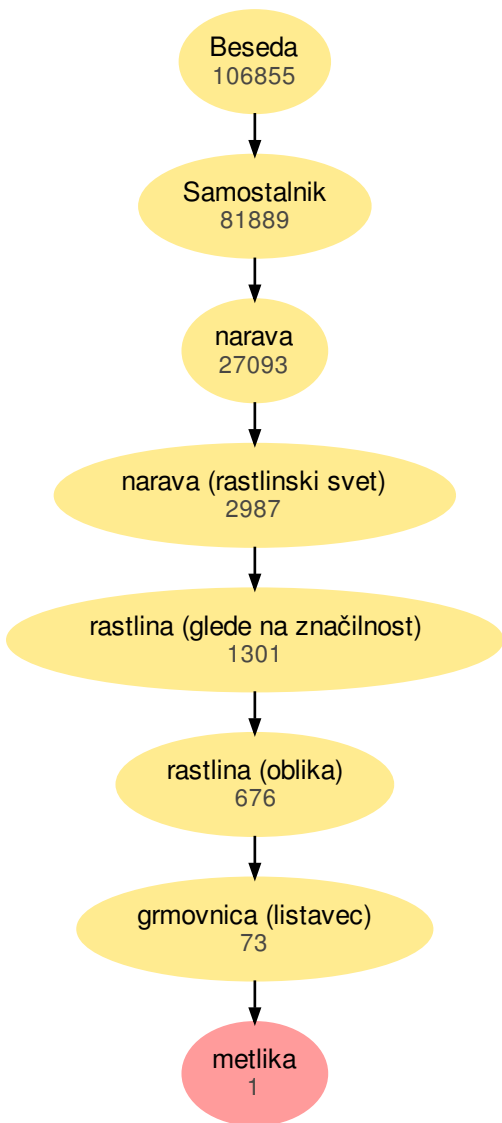 Beseda
106855
Samostalnik
81889
narava
27093
narava (rastlinski svet)
2987
rastlina (glede na značilnost)
1301
rastlina (oblika)
676
grmovnica (listavec)
73
metlika
1